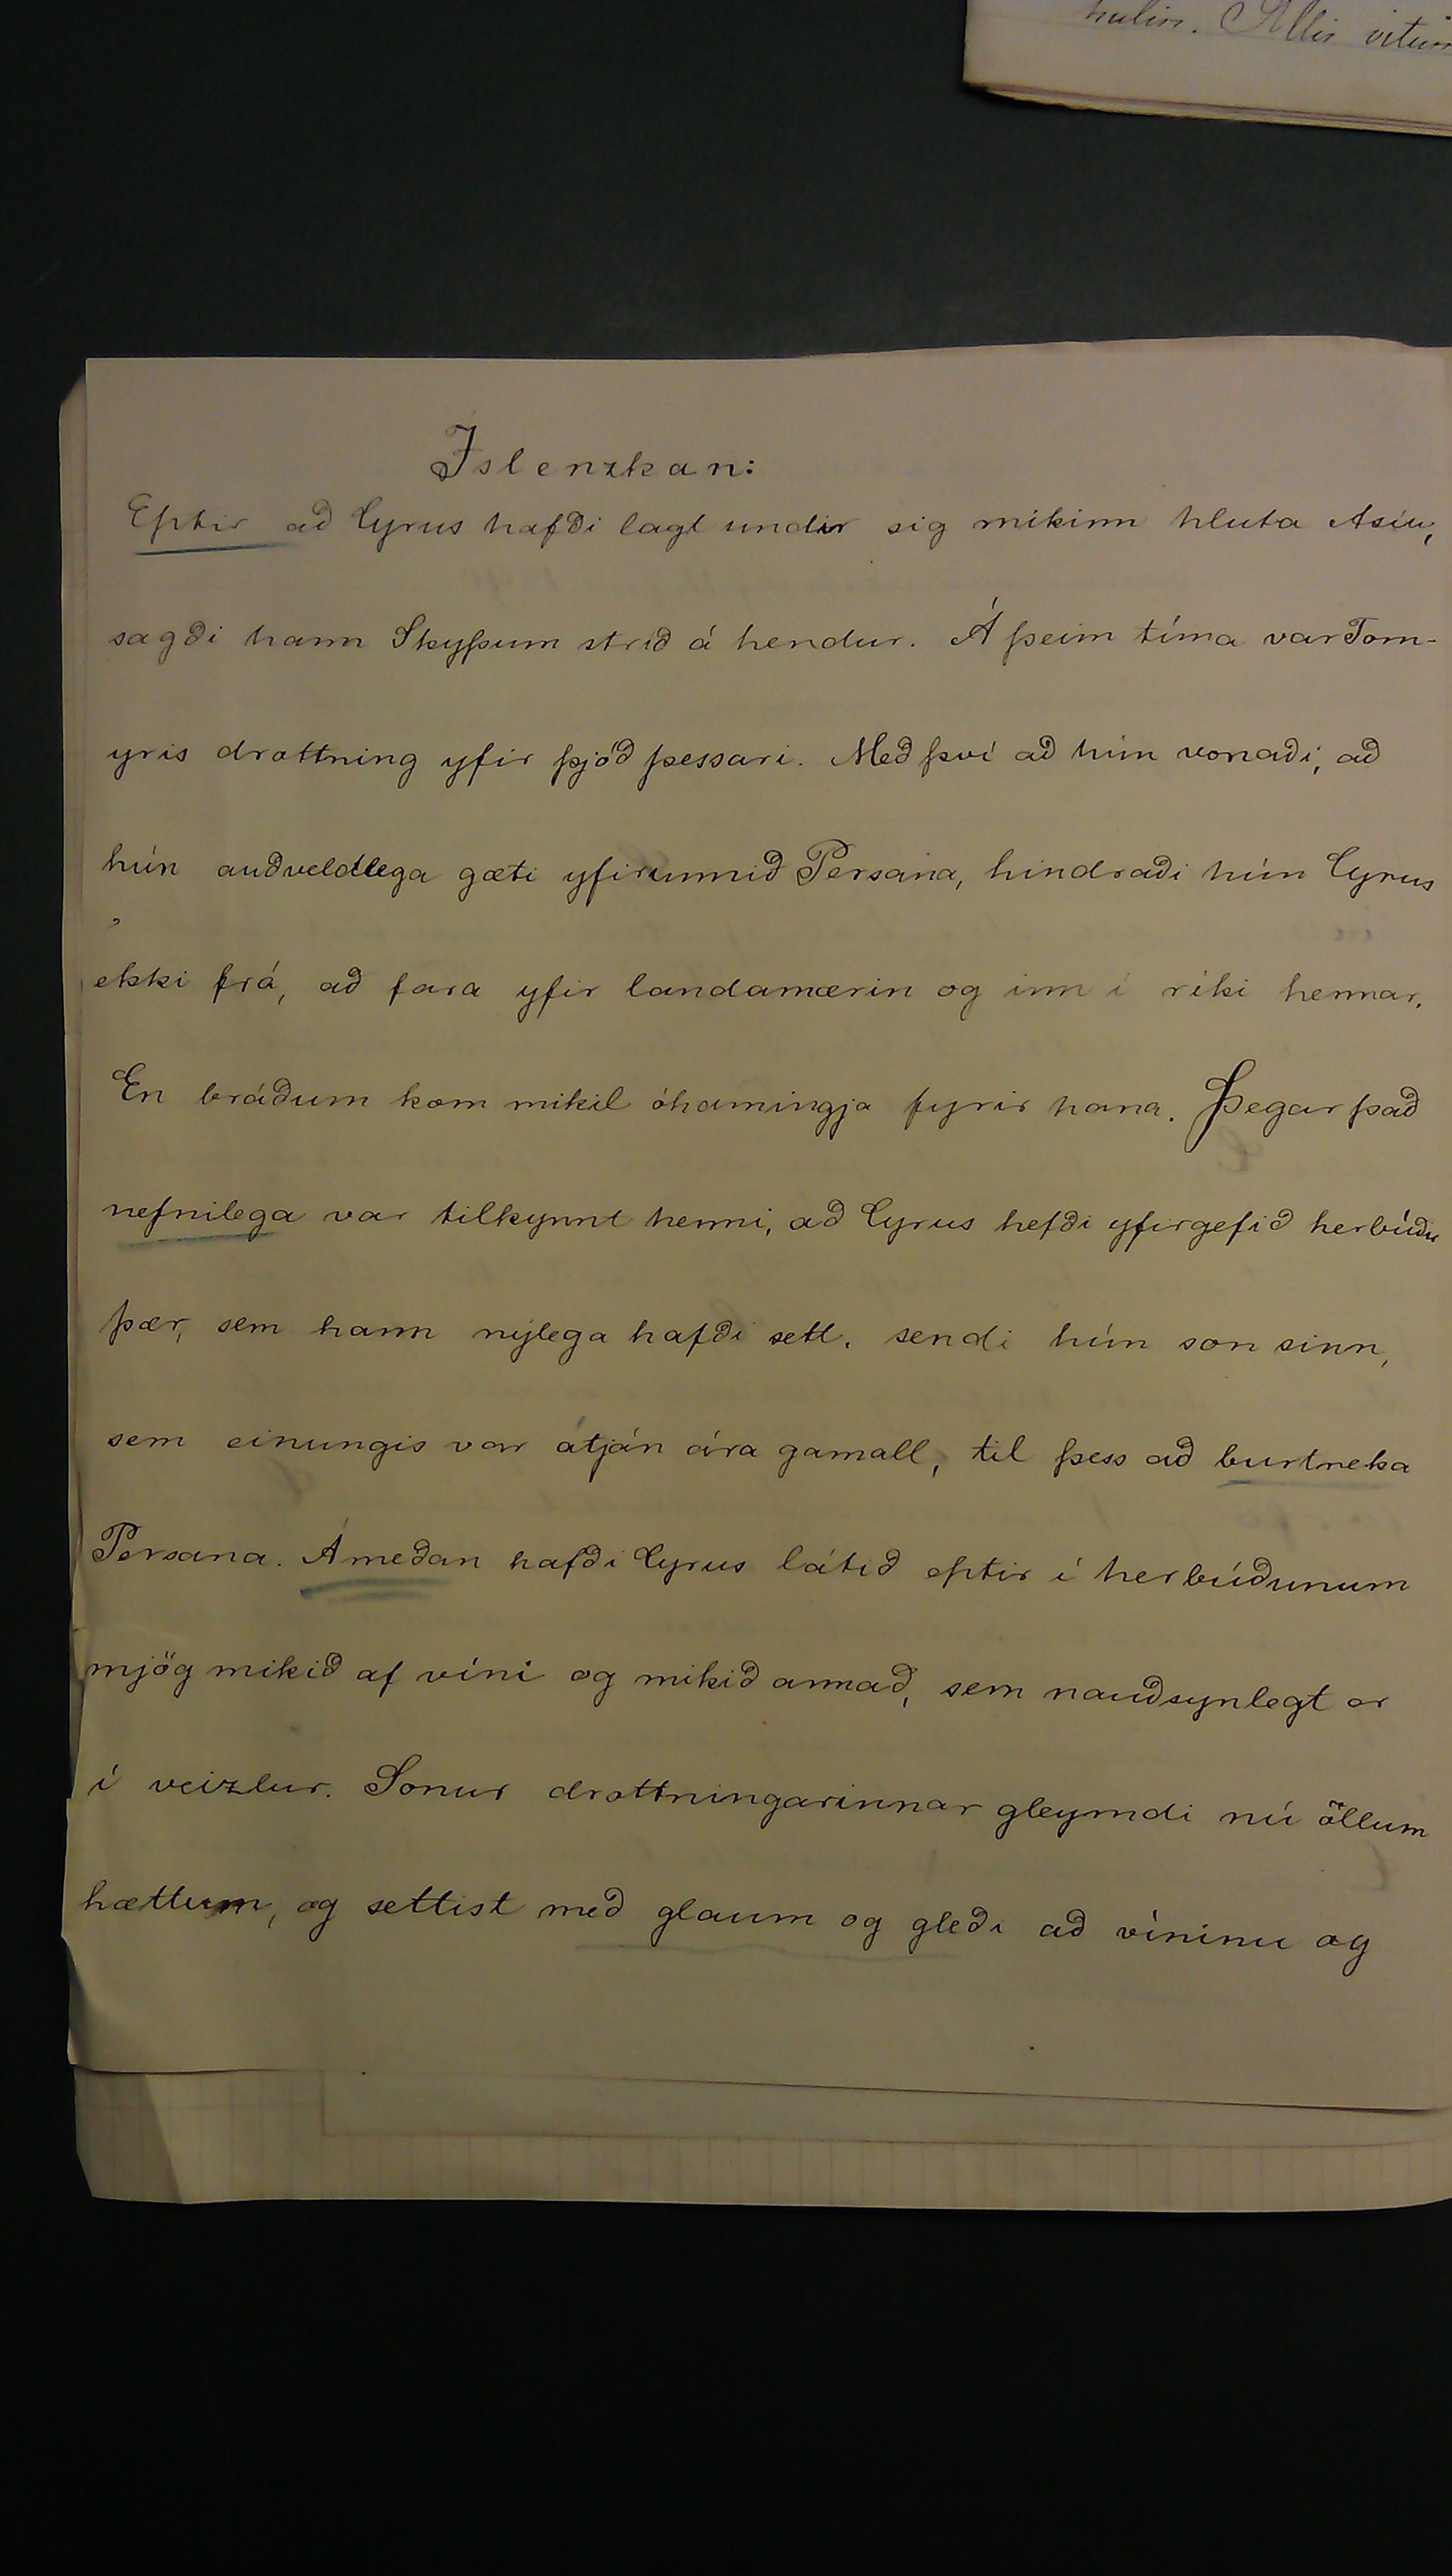 hulin. Allir vitum
Íslenzkan:
Eptir að Cyrus hafði lagt undir sig mikinn hluta Asíu,
sagði hann Skyþum stríð á hendur. Á þeim tíma var Tom-
yris drottning yfir þjóð þessari. Með því að hún vonaði, að
hún auðveldlega gæti yfirunnið Persana, hindraði hún Cyrus
ekki frá, að fara yfir landamærin og inn í ríki hennar.
En bráðum kom mikil óhamingja fyrir hana. Þegar það
nefnilega var tilkynnt henni, að Cyrus hefði yfirgefið herbúðir
þær, sem hann nýlega hafði sett, sendi hún son sinn,
sem einungis var átján ára gamall, til þess að burtreka
Persana. Ámeðan hafði Cyrus látið eptir í herbúðunum
mjög mikið af víni og mikið annað, sem nauðsynlegt er
í veizlur. Sonur drottningarinnar gleymdi nú öllum
hættum, og settist með glaum og gleði að víninu og